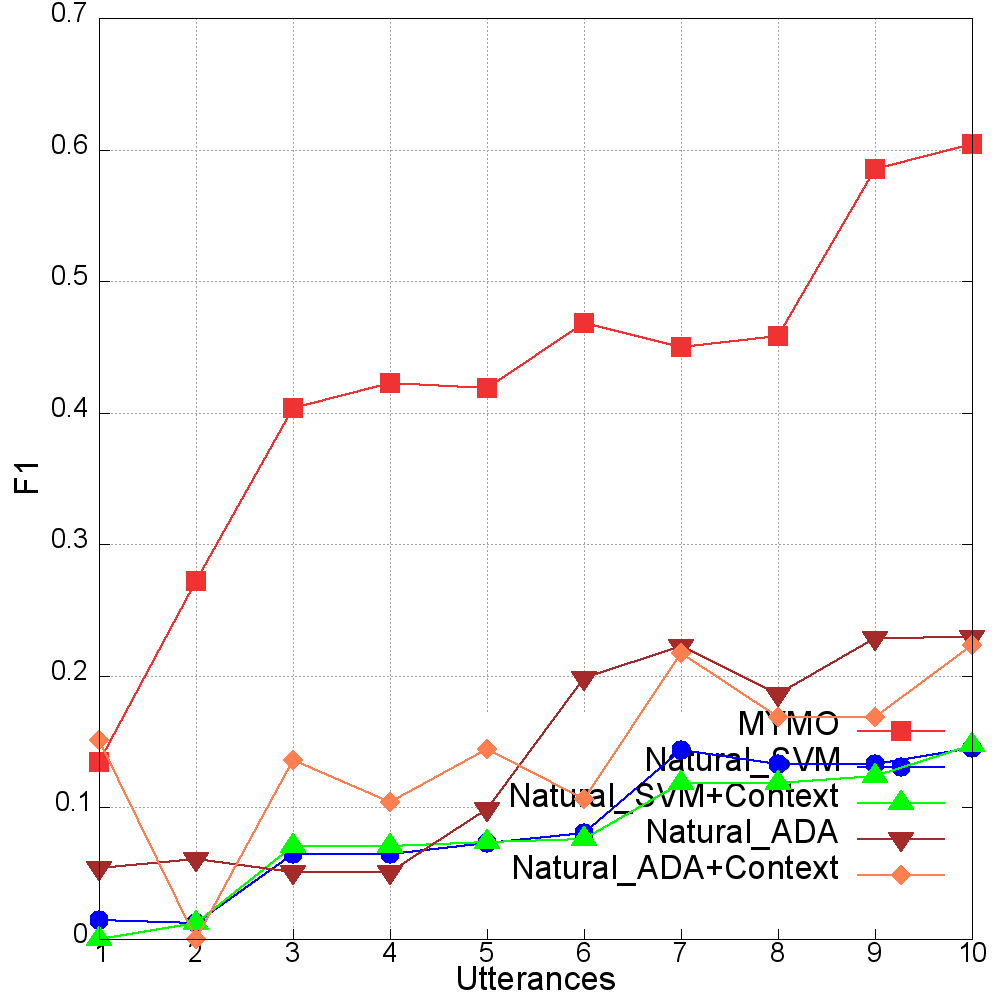 0.7
0.6
0.5
0.4
0.3
0.2
0.1
0
F1
MYMO
Natural_SVM
Natural_SVM+Context
Natural_ADA
Natural_ADA+Context
1 2 3 4 5 6 7 8 9 10
Utterances